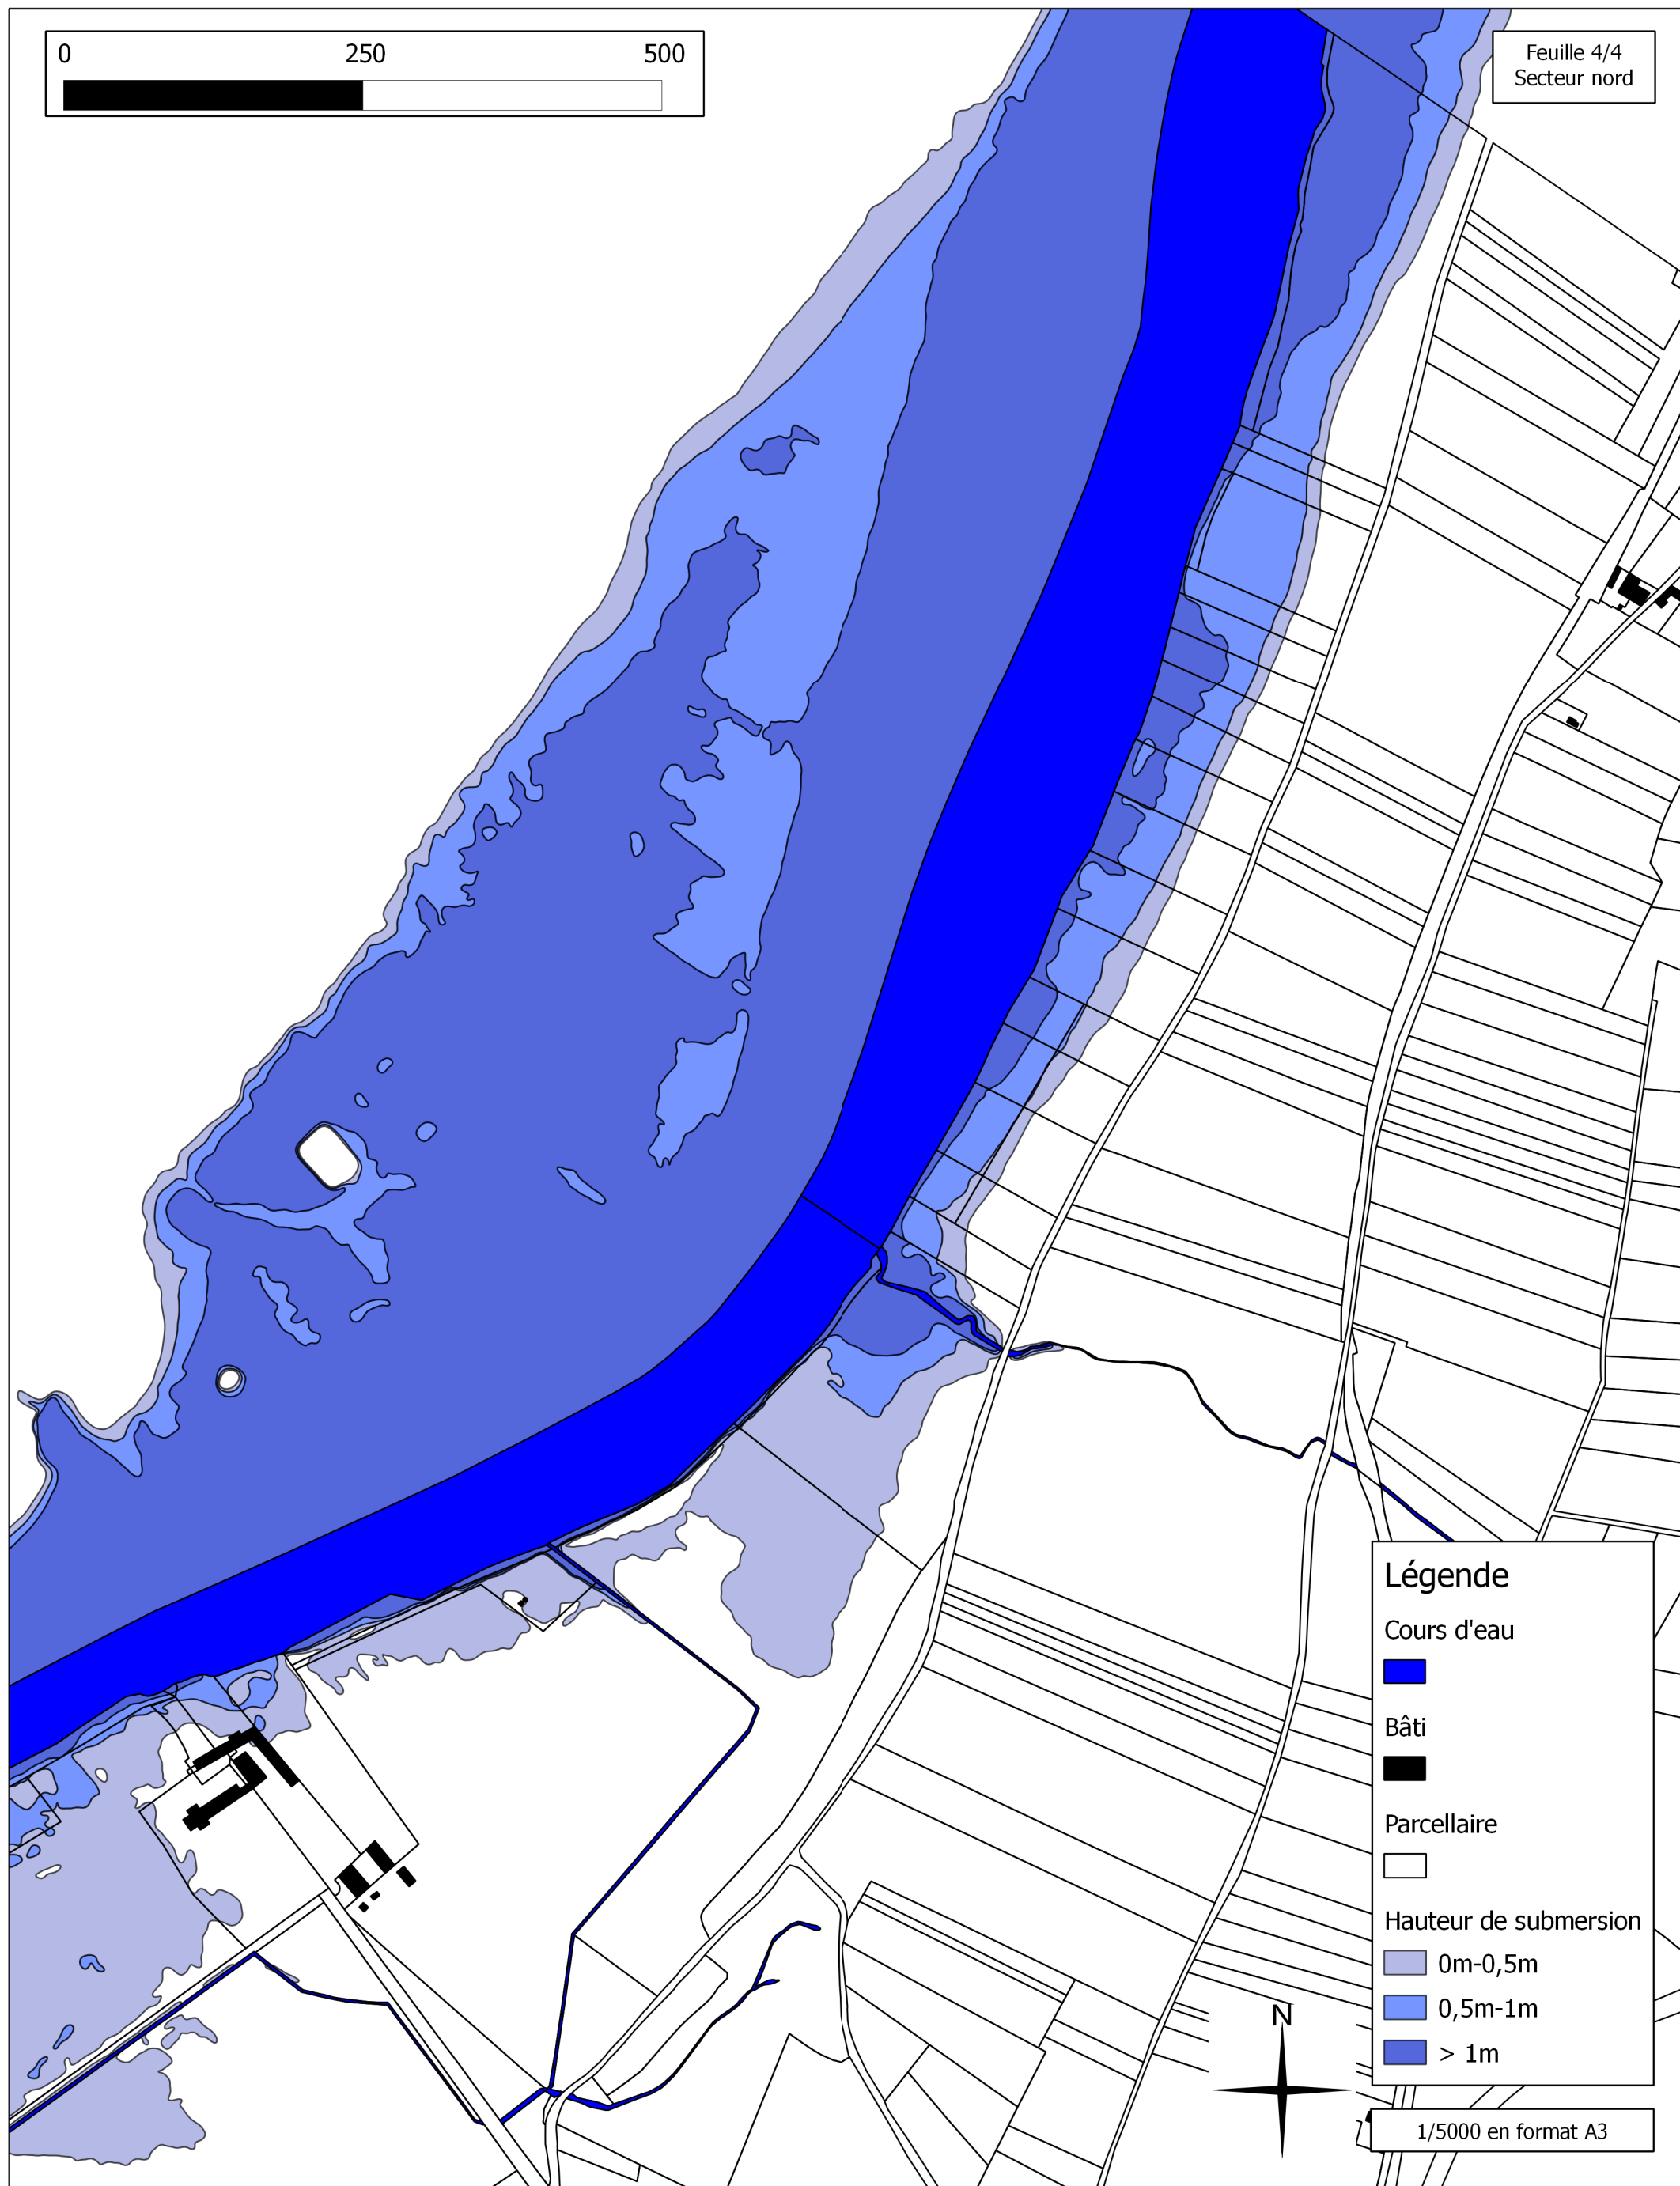 0 250 500
Feuille 4/4
Secteur nord
Légende
Cours d'eau
Bâti
Parcellaire
Hauteur de submersion
0m-0,5m
0,5m-1m
> 1m
N
1/5000 en format A3